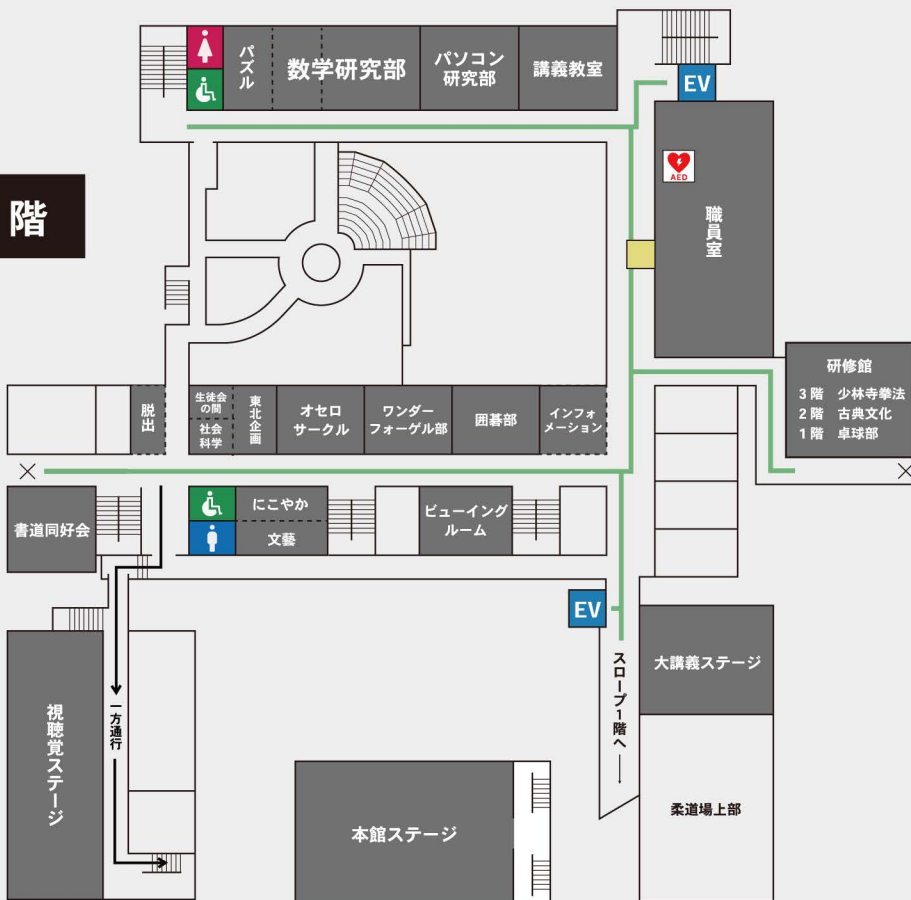 階
パズル
数学研究部
パソコン
研究部
講義教室
EV
AED
職員室
研修館
3階 少林寺拳法
2階 古典文化
1階 卓球部
脱出
生徒会
の間
社会
科学
東北企画
オセロ
サークル
ワンダー
フォーゲル部
囲碁部
インフォ
メーション
書道同好会
にこやか
文藝
ビューイング
ルーム
EV
スロープ1階へ
大講義ステージ
一方通行
視聴覚ステージ
本館ステージ
柔道場上部